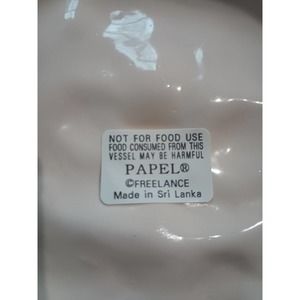 NOT FOR FOOD USE
FOOD CONSUMED FROM THIS
VESSEL MAY BE HARMFUL
PAPEL®
©FREELANCE
Made in Sri Lanka